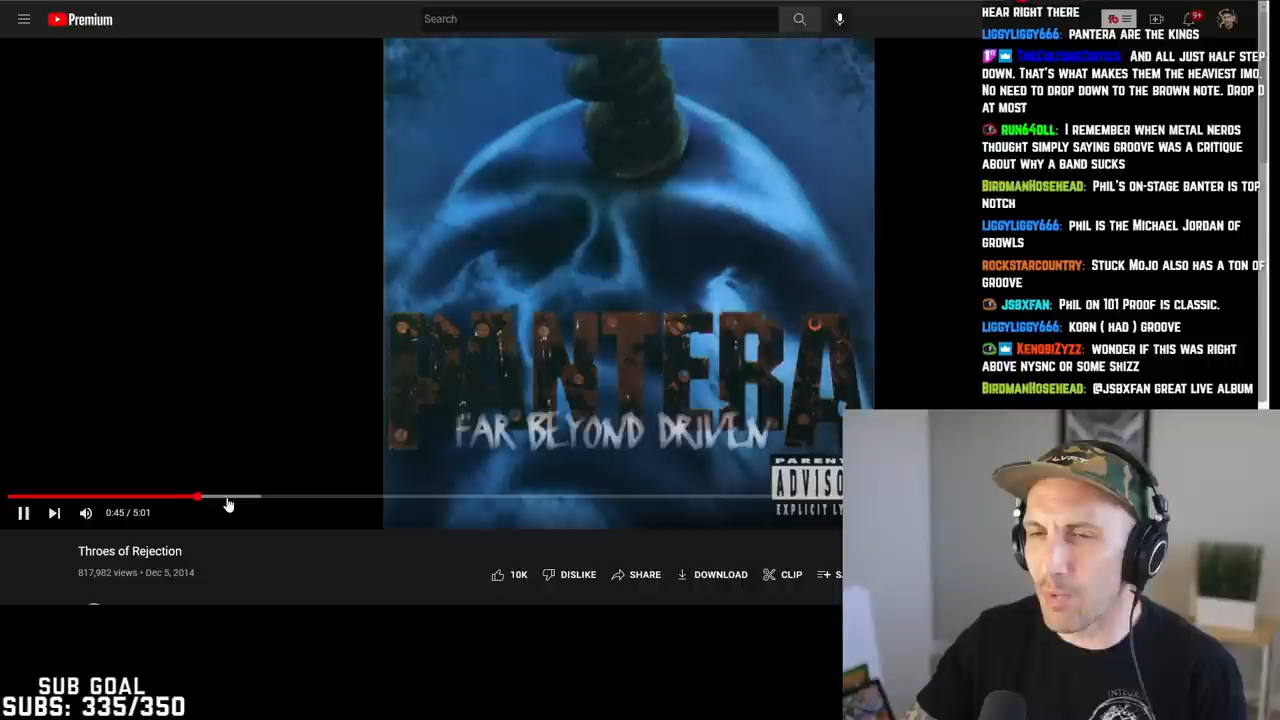 Premium
Search
9+
PANTERA
FAR BEYOND DRIVEN
PARENT
ADVISO
EXPLICIT LY
0:45 / 5:01
Throes of Rejection
817,982 views • Dec 5, 2014
10K
DISLIKE
SHARE
DOWNLOAD
CLIP
S
SUB GOAL
SUBS: 335/350
HEAR RIGHT THERE
LIGGYLIGGY666: PANTERA ARE THE KINGS
THECULTURECRITICS AND ALL JUST HALF STEP
DOWN. THAT'S WHAT MAKES THEM THE HEAVIEST IMO.
NO NEED TO DROP DOWN TO THE BROWN NOTE. DROP D
AT MOST
RUN64DLL: I REMEMBER WHEN METAL NERDS
THOUGHT SIMPLY SAYING GROOVE WAS A CRITIQUE
ABOUT WHY A BAND SUCKS
BIRDMANHOSEHEAD: PHIL'S ON-STAGE BANTER IS TOP
NOTCH
LIGGYLIGGY666: PHIL IS THE MICHAEL JORDAN OF
GROWLS
ROCKSTARCOUNTRY: STUCK MOJO ALSO HAS A TON OF
GROOVE
JSBXFAN: PHIL ON 101 PROOF IS CLASSIC.
LIGGYLIGGY666: KORN ( HAD ) GROOVE
KENOBIZYZZ: WONDER IF THIS WAS RIGHT
ABOVE NYSNC OR SOME SHIZZ
BIRDMANHOSEHEAD: @JSBXFAN GREAT LIVE ALBUM